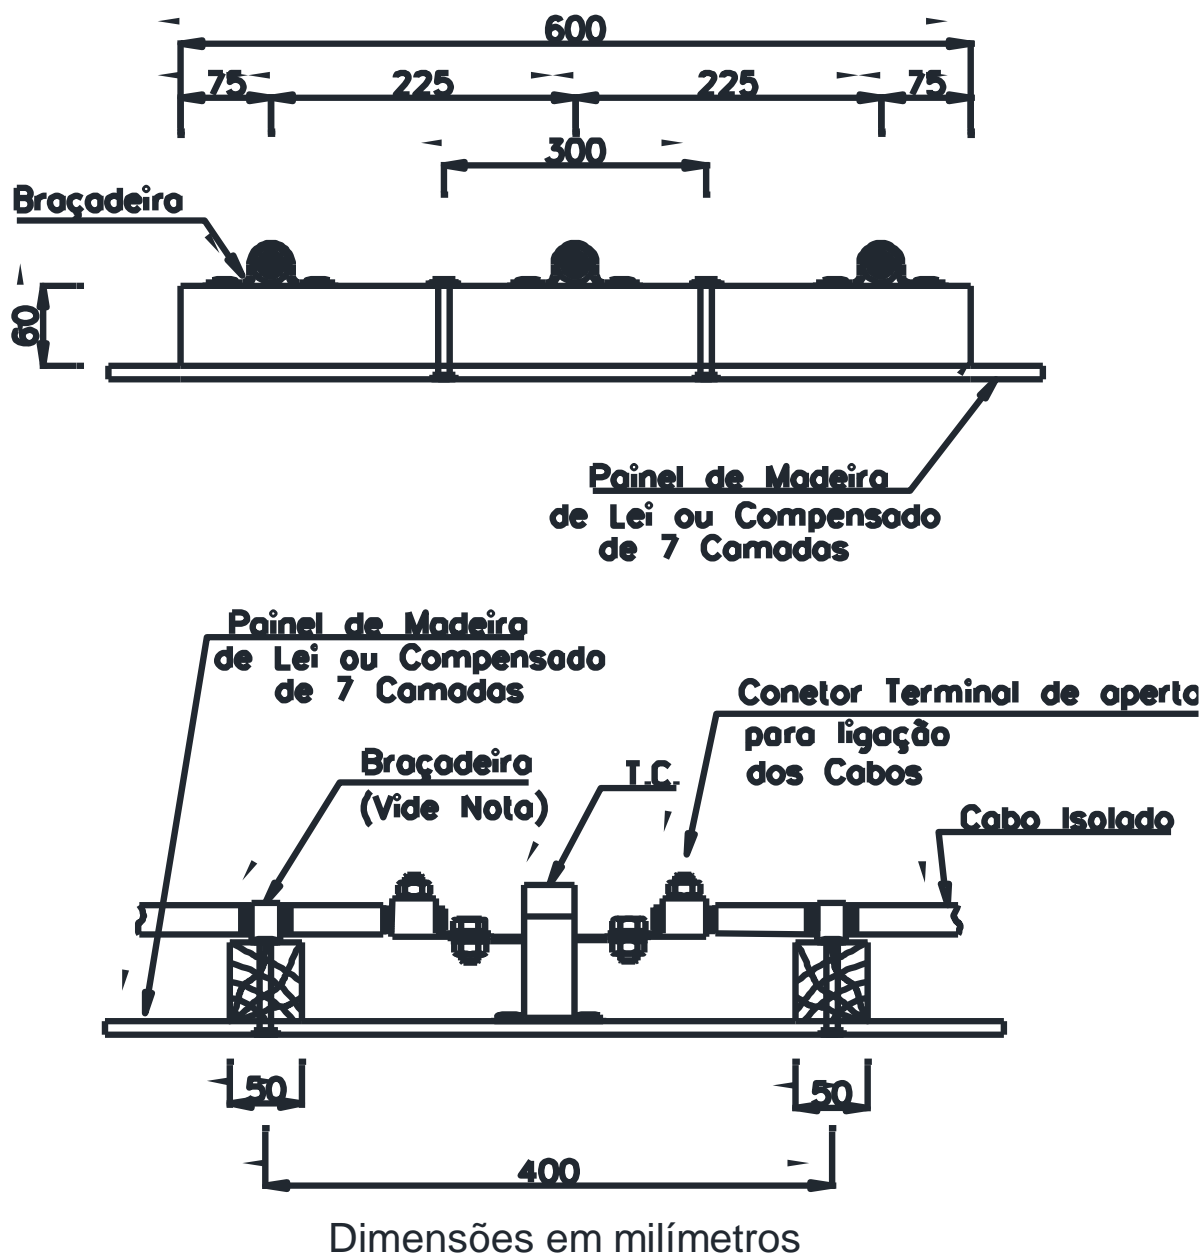 600
75 225 225 75
300
Braçadeira
60
Painel de Madeira
de Lei ou Compensado
de 7 Camadas
Painel de Madeira
de Lei ou Compensado
de 7 Camadas
Conetor Terminal de aperto
para ligação
dos Cabos
Braçadeira
(Vide Nota)
T.C.
Cabo Isolado
50 50
400
Dimensões em milímetros